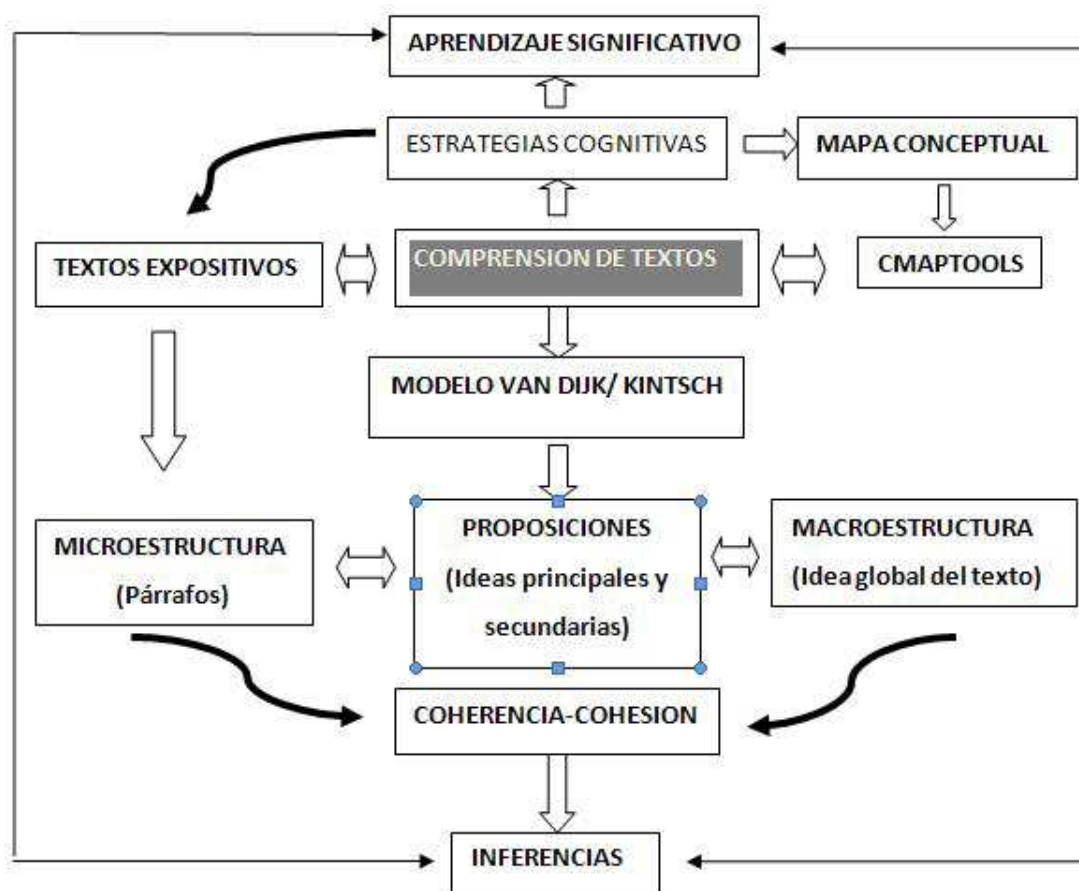 APRENDIZAJE SIGNIFICATIVO
ESTRATEGIAS COGNITIVAS
MAPA CONCEPTUAL
TEXTOS EXPOSITIVOS
COMPRENSION DE TEXTOS
CMAPTOOLS
MODELO VAN DIJK/ KINTSCH
MICROESTRUCTURA
(Párrafos)
PROPOSICIONES
(Ideas principales y
secundarias)
MACROESTRUCTURA
(Idea global del texto)
COHERENCIA-COHESION
INFERENCIAS